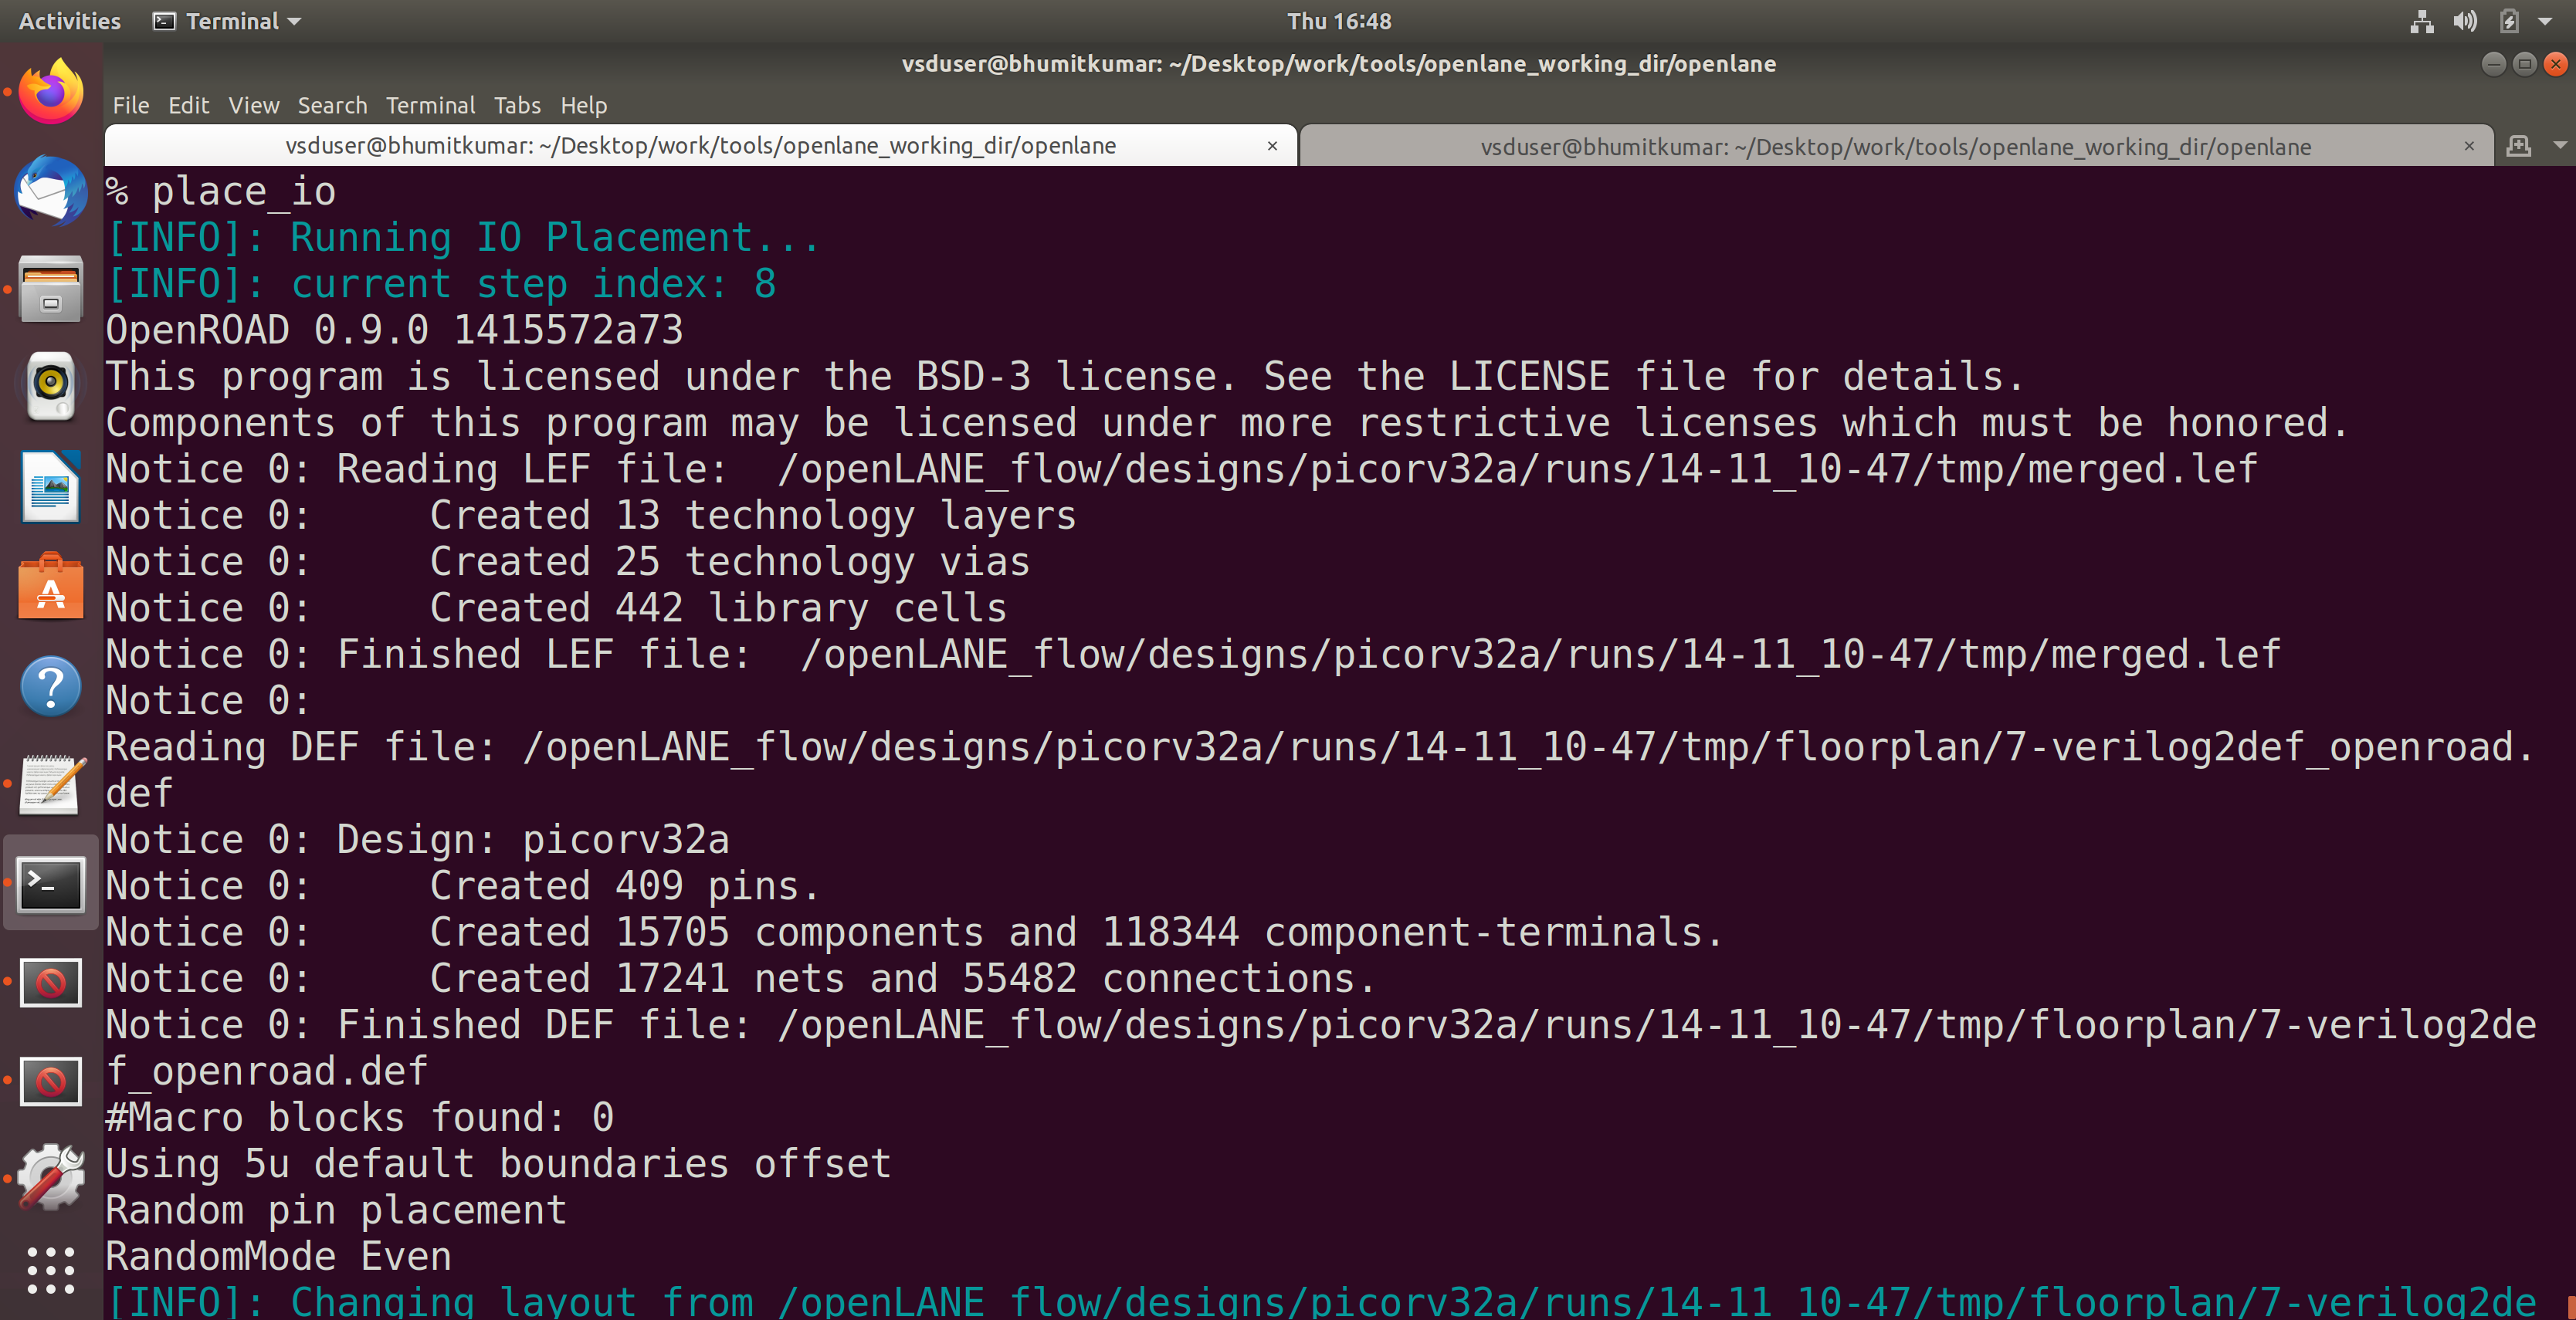 Activities Terminal Thu 16:48
vsduser@bhumitkumar: ~/Desktop/work/tools/openlane_working_dir/openlane
File Edit View Search Terminal Tabs Help
vsduser@bhumitkumar: ~/Desktop/work/tools/openlane_working_dir/openlane × vsduser@bhumitkumar: ~/Desktop/work/tools/openlane_working_dir/openlane ×
% place_io
[INFO]: Running IO Placement...
[INFO]: current step index: 8
OpenROAD 0.9.0 1415572a73
This program is licensed under the BSD-3 license. See the LICENSE file for details.
Components of this program may be licensed under more restrictive licenses which must be honored.
Notice 0: Reading LEF file:  /openLANE_flow/designs/picorv32a/runs/14-11_10-47/tmp/merged.lef
Notice 0:     Created 13 technology layers
Notice 0:     Created 25 technology vias
Notice 0:     Created 442 library cells
Notice 0: Finished LEF file:  /openLANE_flow/designs/picorv32a/runs/14-11_10-47/tmp/merged.lef
Notice 0:
Reading DEF file: /openLANE_flow/designs/picorv32a/runs/14-11_10-47/tmp/floorplan/7-verilog2def_openroad.
def
Notice 0: Design: picorv32a
Notice 0:     Created 409 pins.
Notice 0:     Created 15705 components and 118344 component-terminals.
Notice 0:     Created 17241 nets and 55482 connections.
Notice 0: Finished DEF file: /openLANE_flow/designs/picorv32a/runs/14-11_10-47/tmp/floorplan/7-verilog2de
f_openroad.def
#Macro blocks found: 0
Using 5u default boundaries offset
Random pin placement
RandomMode Even
[INFO]: Changing layout from /openLANE_flow/designs/picorv32a/runs/14-11_10-47/tmp/floorplan/7-verilog2de